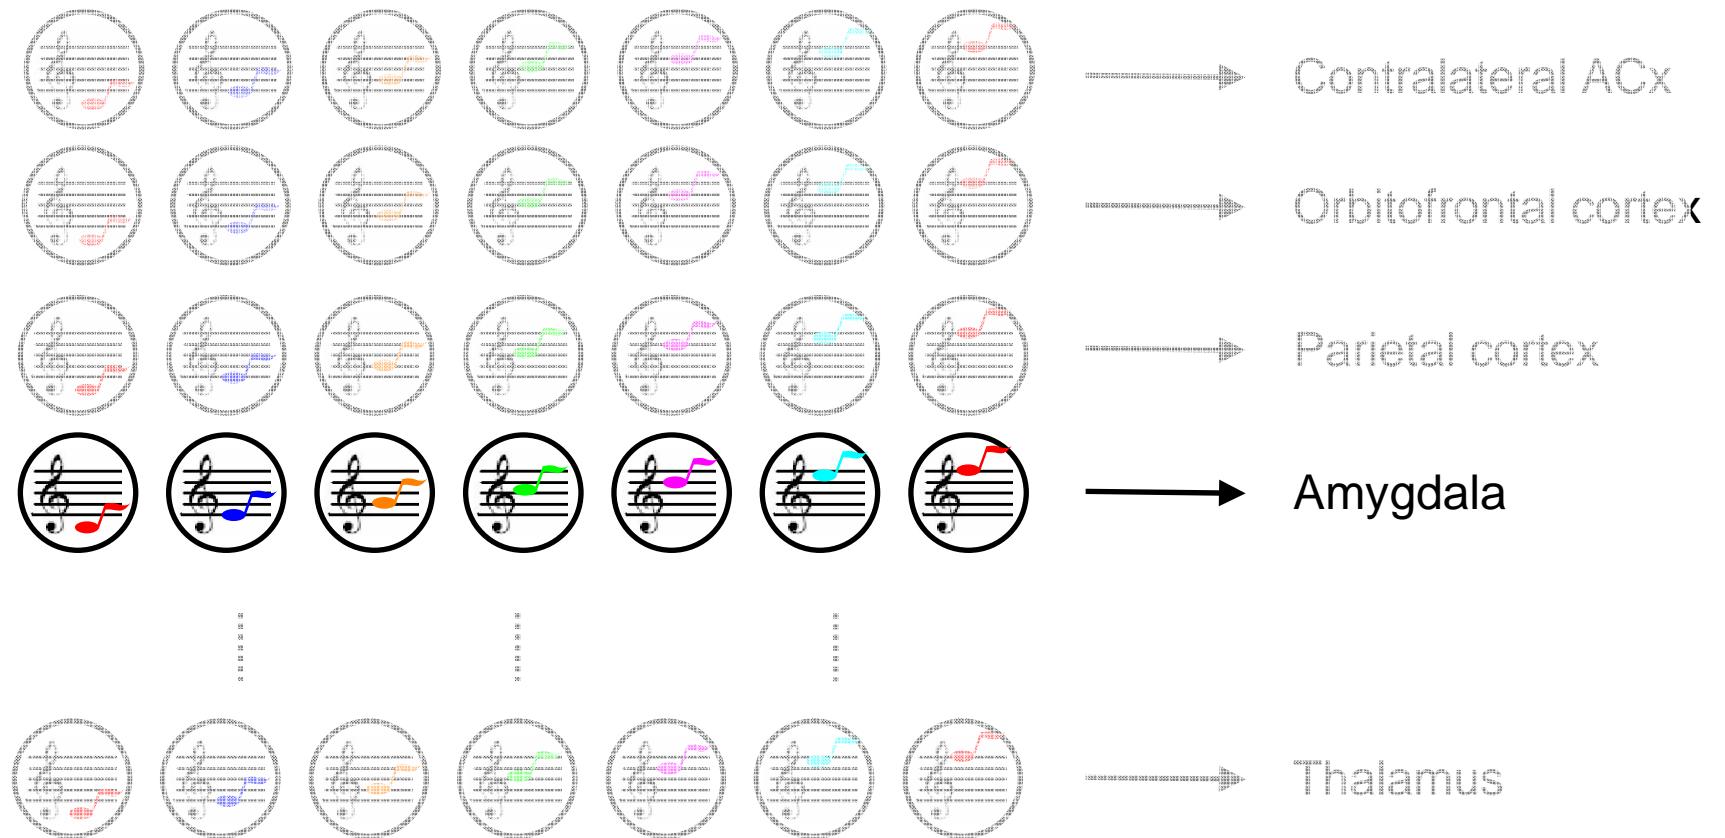 Contralateral ACx
Orbitofrontal cortex
Parietal cortex
Amygdala
Thalamus